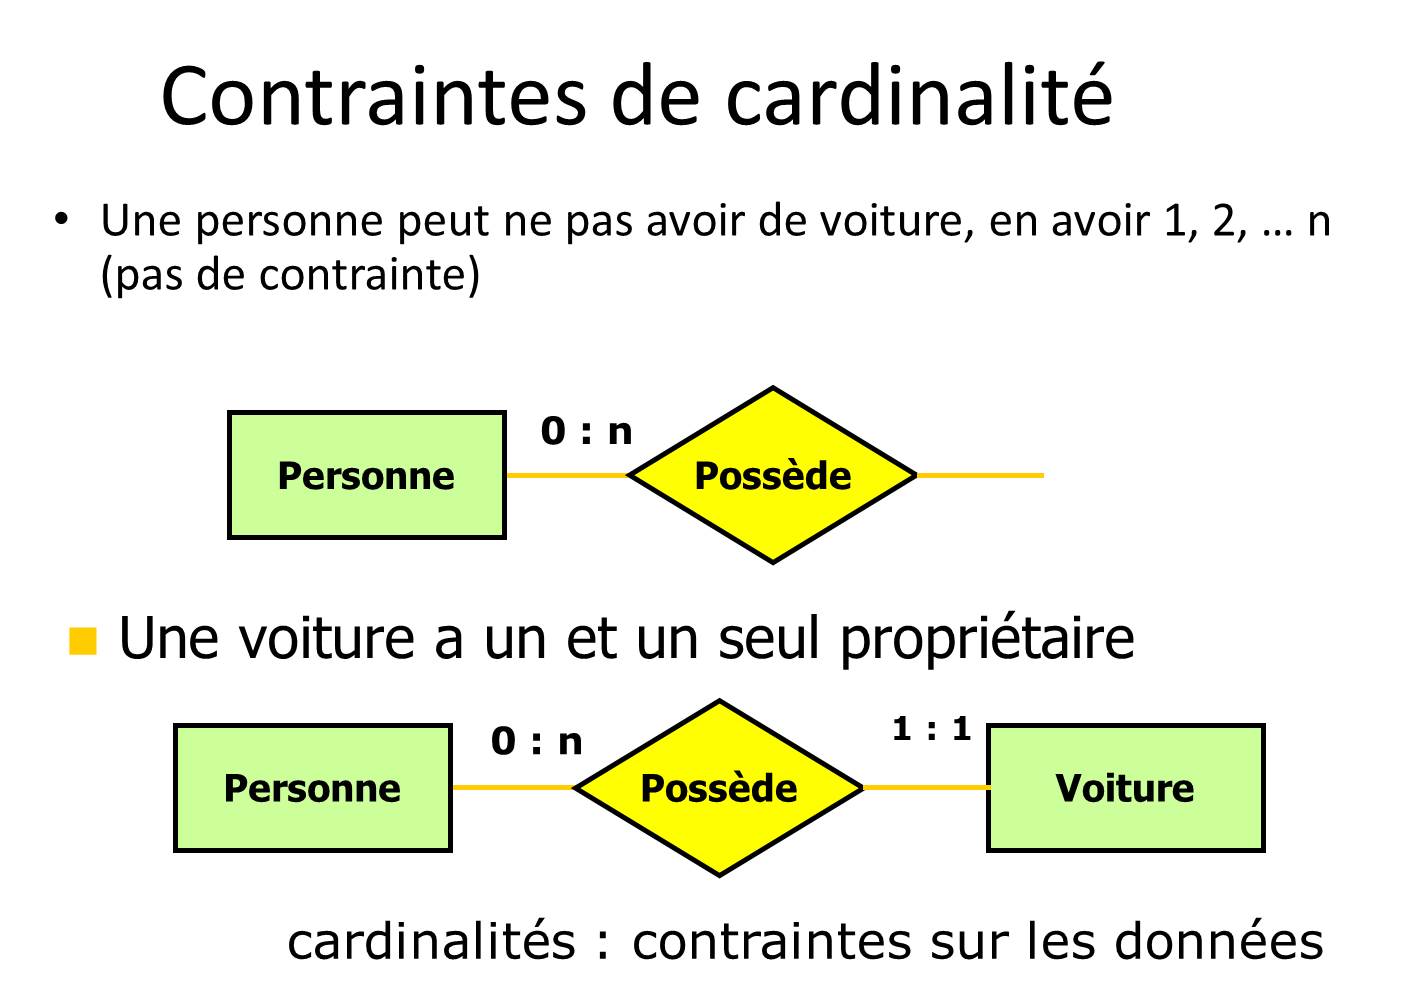 Contraintes de cardinalité
• Une personne peut ne pas avoir de voiture, en avoir 1, 2, … n
(pas de contrainte)
0 : n
Personne
Possède
Une voiture a un et un seul propriétaire
0 : n
1 : 1
Personne
Possède
Voiture
cardinalités : contraintes sur les données